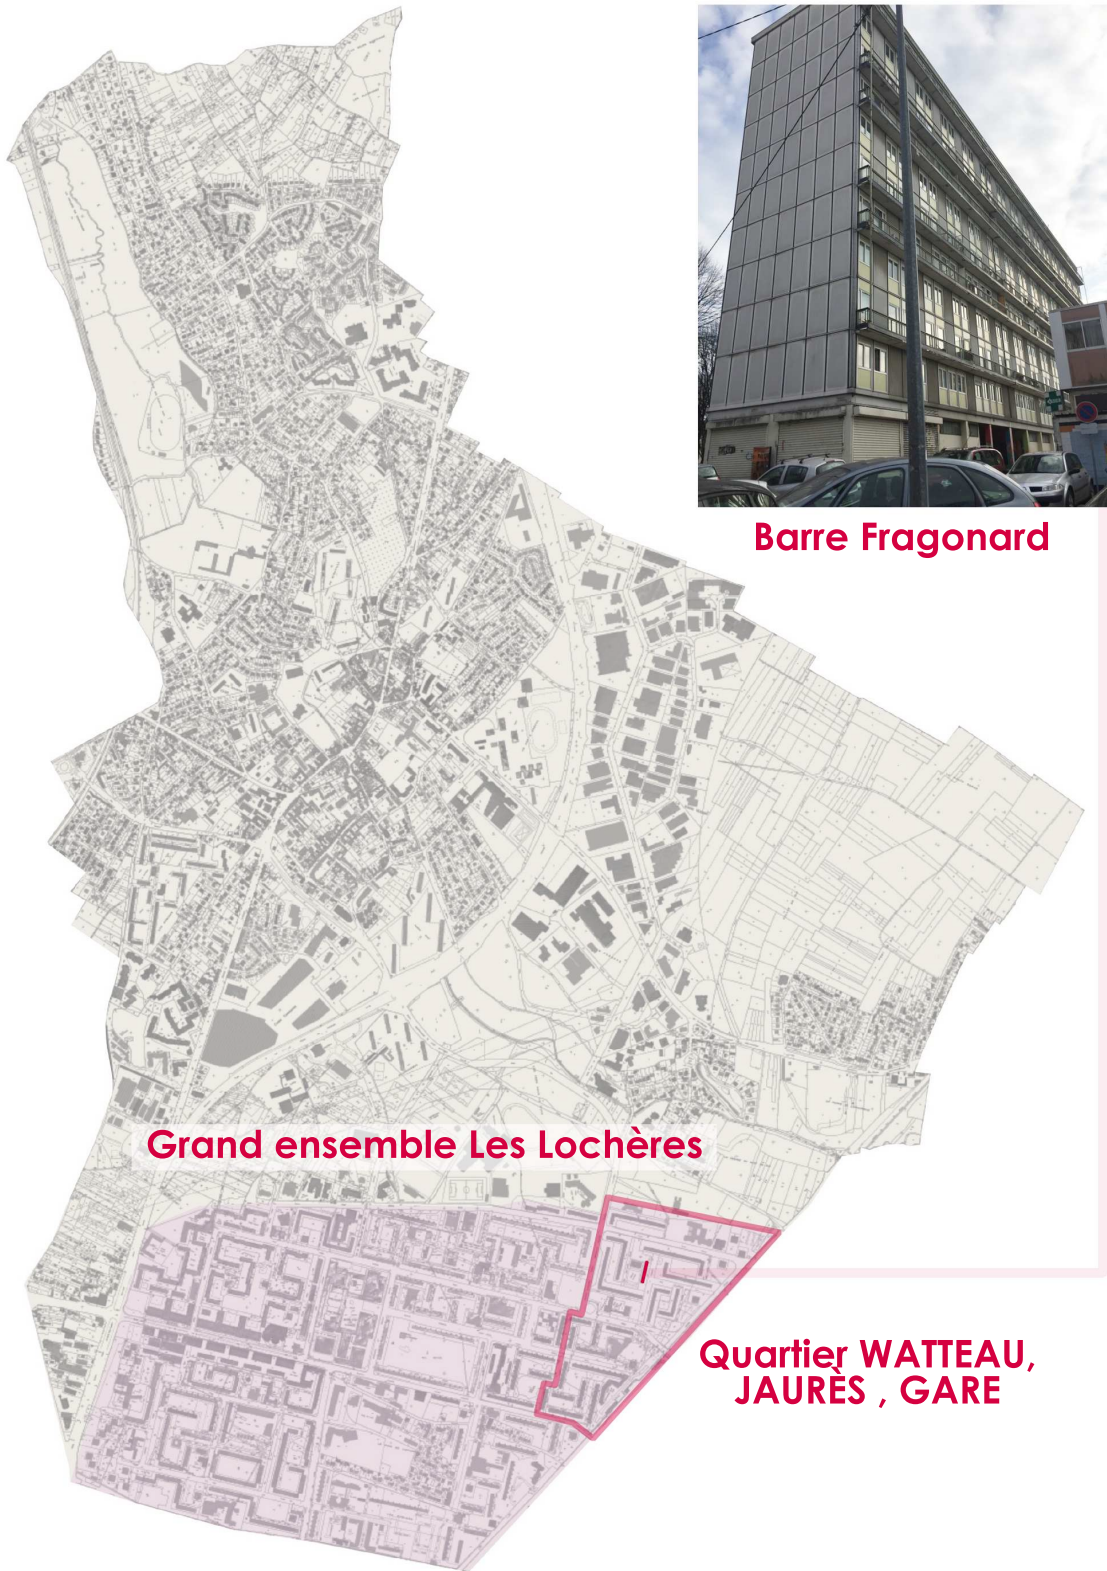 Barre Fragonard
Grand ensemble Les Lochères
Quartier WATTEAU,
JAURÈS , GARE